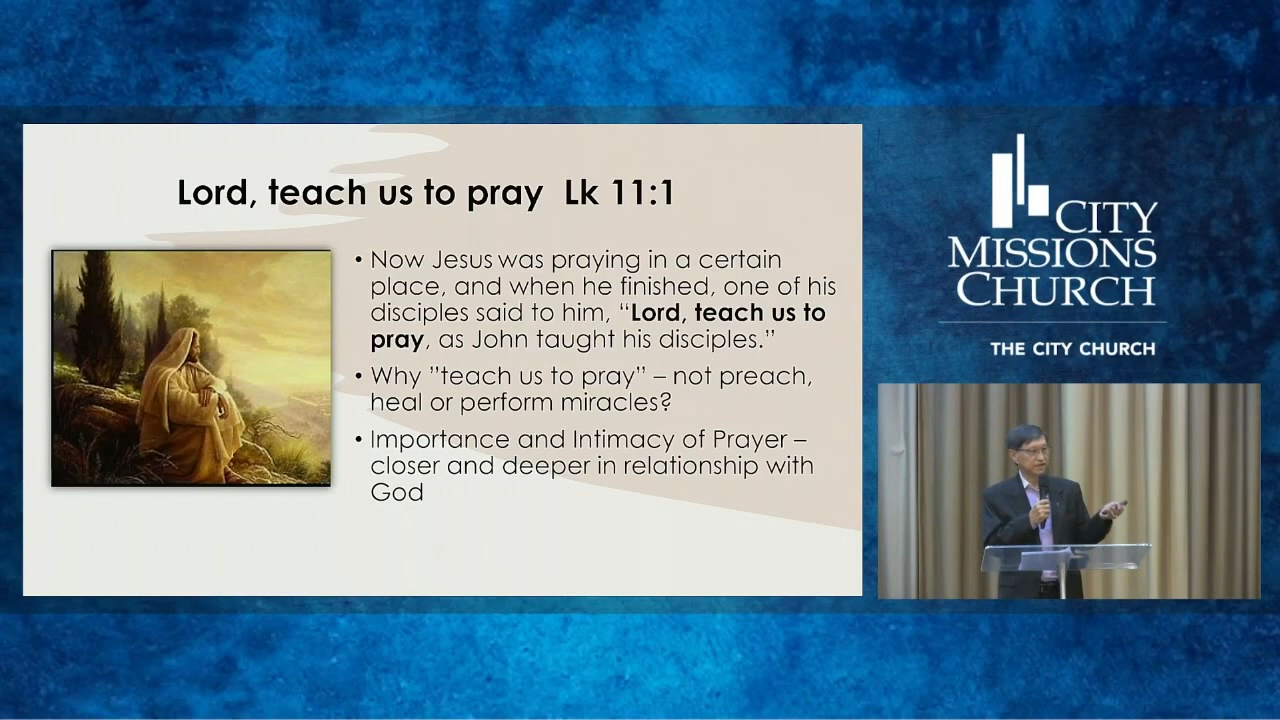 Lord, teach us to pray  Lk 11:1
• Now Jesus was praying in a certain
place, and when he finished, one of his
disciples said to him, “Lord, teach us to
pray, as John taught his disciples.”
• Why ”teach us to pray” – not preach,
heal or perform miracles?
• Importance and Intimacy of Prayer –
closer and deeper in relationship with
God
CITY
MISSIONS
CHURCH
THE CITY CHURCH